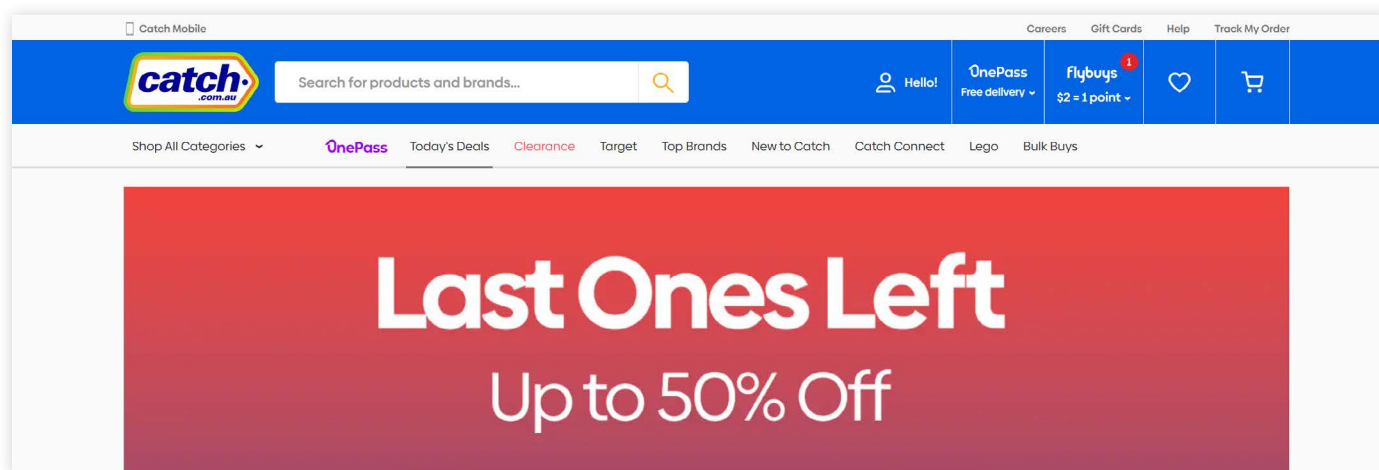 Catch Mobile
Careers Gift Cards Help Track My Order
catch.com.au
Search for products and brands...
Hello!
OnePass
Free delivery
flybuys
1
$2 = 1 point
Shop All Categories OnePass Today's Deals Clearance Target Top Brands New to Catch Catch Connect Lego Bulk Buys
Last Ones Left
Up to 50% Off